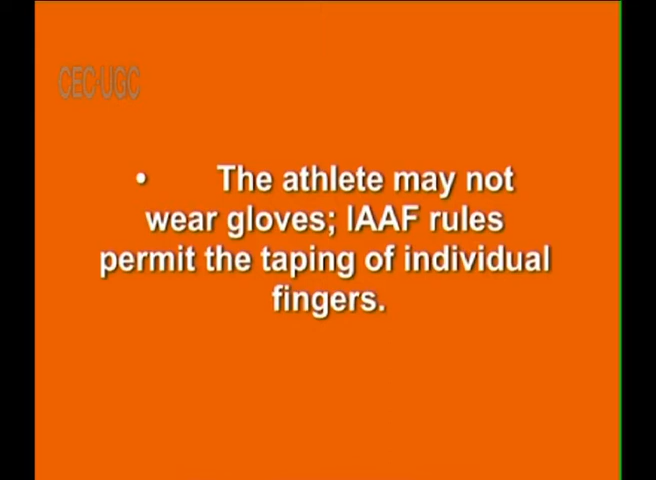 CEC-UGC
• The athlete may not
wear gloves; IAAF rules
permit the taping of individual
fingers.